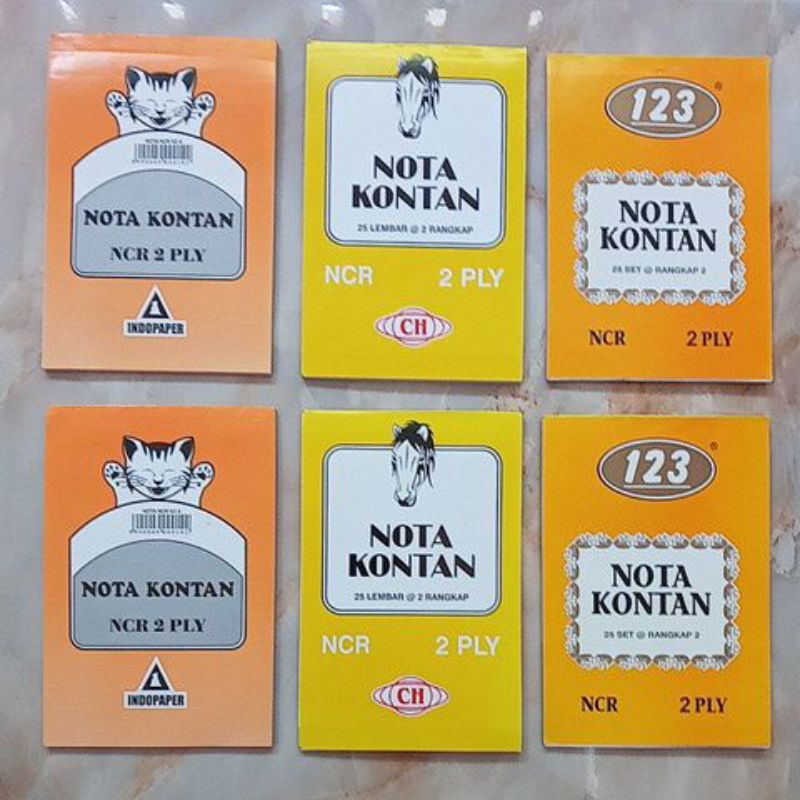 NOTA KONTAN
NCR 2 PLY
INDOPAPER
NOTA
KONTAN
25 LEMBAR @ 2 RANGKAP
NCR 2 PLY
CH
123
®
NOTA
KONTAN
25 SET @ RANGKAP 2
NCR 2 PLY
NOTA KONTAN
NCR 2 PLY
INDOPAPER
NOTA
KONTAN
25 LEMBAR @ 2 RANGKAP
NCR 2 PLY
CH
123
®
NOTA
KONTAN
25 SET @ RANGKAP 2
NCR 2 PLY